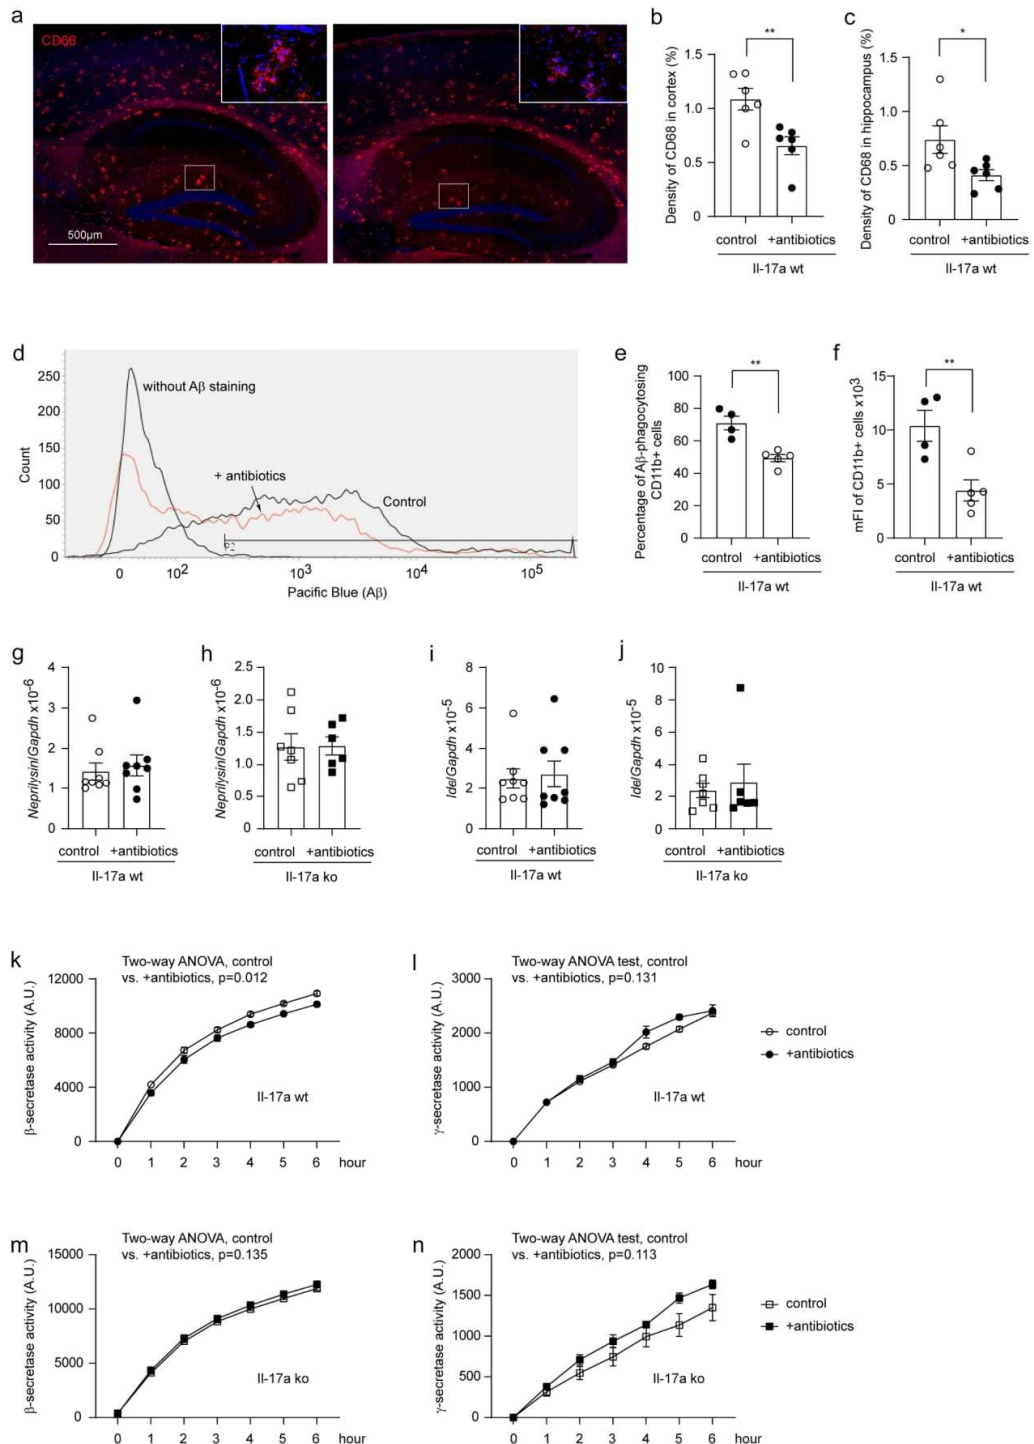 a
CD68
500µm
b
**
Density of CD68 in cortex (%)
1.5
1.0
0.5
0
control +antibiotics
Il-17a wt
c
*
Density of CD68 in hippocampus (%)
1.5
1.0
0.5
0
control +antibiotics
Il-17a wt
d
Count
250
200
150
100
50
0
without Aβ staining
+ antibiotics
Control
P2
0 10² 10³ 10⁴ 10⁵
Pacific Blue (Aβ)
e
**
Percentage of Aβ-phagocytosing
CD11b+ cells
100
80
60
40
20
0
control +antibiotics
Il-17a wt
f
**
mFI of CD11b+ cells x10³
15
10
5
0
control +antibiotics
Il-17a wt
g
Neprilysin/Gapdh x10⁻⁶
4
3
2
1
0
control +antibiotics
Il-17a wt
h
Neprilysin/Gapdh x10⁻⁶
2.5
2.0
1.5
1.0
0.5
0
control +antibiotics
Il-17a ko
i
Ide/Gapdh x10⁻⁵
8
6
4
2
0
control +antibiotics
Il-17a wt
j
Ide/Gapdh x10⁻⁵
10
8
6
4
2
0
control +antibiotics
Il-17a ko
k
Two-way ANOVA, control
vs. +antibiotics, p=0.012
β-secretase activity (A.U.)
12000
8000
4000
0
Il-17a wt
0 1 2 3 4 5 6 hour
l
Two-way ANOVA test, control
vs. +antibiotics, p=0.131
γ-secretase activity (A.U.)
3000
2000
1000
0
Il-17a wt
0 1 2 3 4 5 6 hour
control
+antibiotics
m
Two-way ANOVA, control
vs. +antibiotics, p=0.135
β-secretase activity (A.U.)
15000
10000
5000
0
Il-17a ko
0 1 2 3 4 5 6 hour
n
Two-way ANOVA test, control
vs. +antibiotics, p=0.113
γ-secretase activity (A.U.)
2000
1500
1000
500
0
Il-17a ko
0 1 2 3 4 5 6 hour
control
+antibiotics